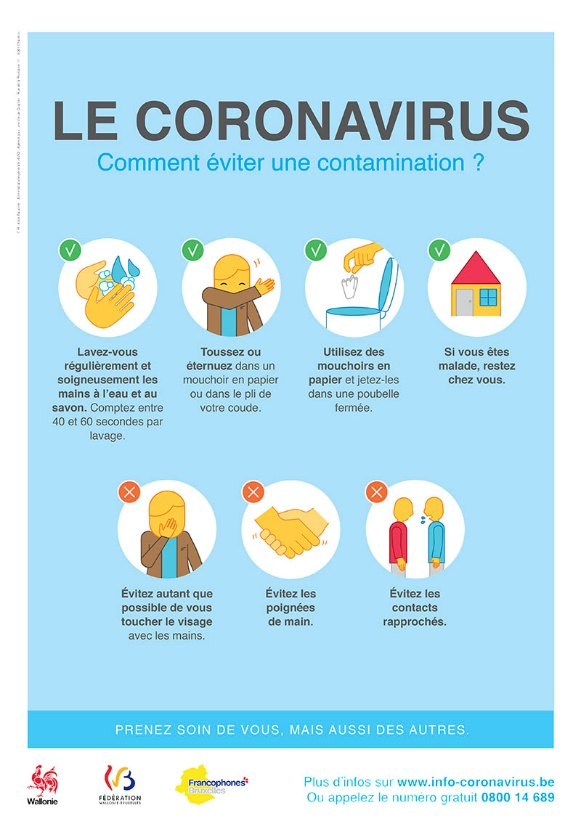 LE CORONAVIRUS
Comment éviter une contamination ?
Lavez-vous
régulièrement et
soigneusement les
mains à l'eau et au
savon. Comptez entre
40 et 60 secondes par
lavage.
Toussez ou
éternuez dans un
mouchoir en papier
ou dans le pli de
votre coude.
Utilisez des
mouchoirs en
papier et jetez-les
dans une poubelle
fermée.
Si vous êtes
malade, restez
chez vous.
Évitez autant que
possible de vous
toucher le visage
avec les mains.
Évitez les
poignées
de main.
Évitez les
contacts
rapprochés.
PRENEZ SOIN DE VOUS, MAIS AUSSI DES AUTRES.
Wallonie
FÉDÉRATION
WALLONIE-BRUXELLES
Francophones
Bruxelles
Plus d'infos sur www.info-coronavirus.be
Ou appelez le numéro gratuit 0800 14 689